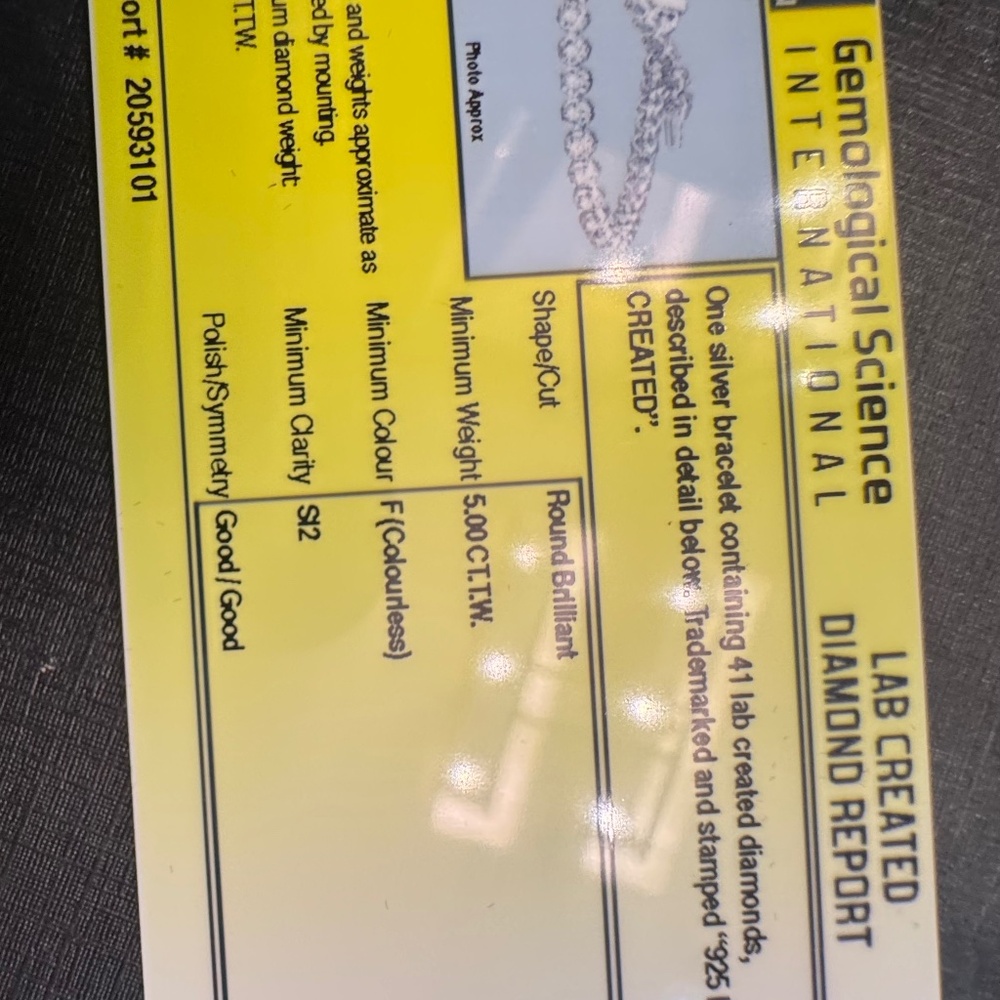 Gemological Science
INTERNATIONAL
LAB CREATED
DIAMOND REPORT
Photo Approx
One silver bracelet containing 41 lab created diamonds,
described in detail below. Trademarked and stamped "925
CREATED".
Shape/Cut Round Brilliant
Minimum Weight 5.00 CT.T.W.
Minimum Colour F (Colourless)
Minimum Clarity SI2
Polish/Symmetry Good / Good
and weights approximate as
ed by mounting.
um diamond weight:
T.T.W.
ort # 20593101